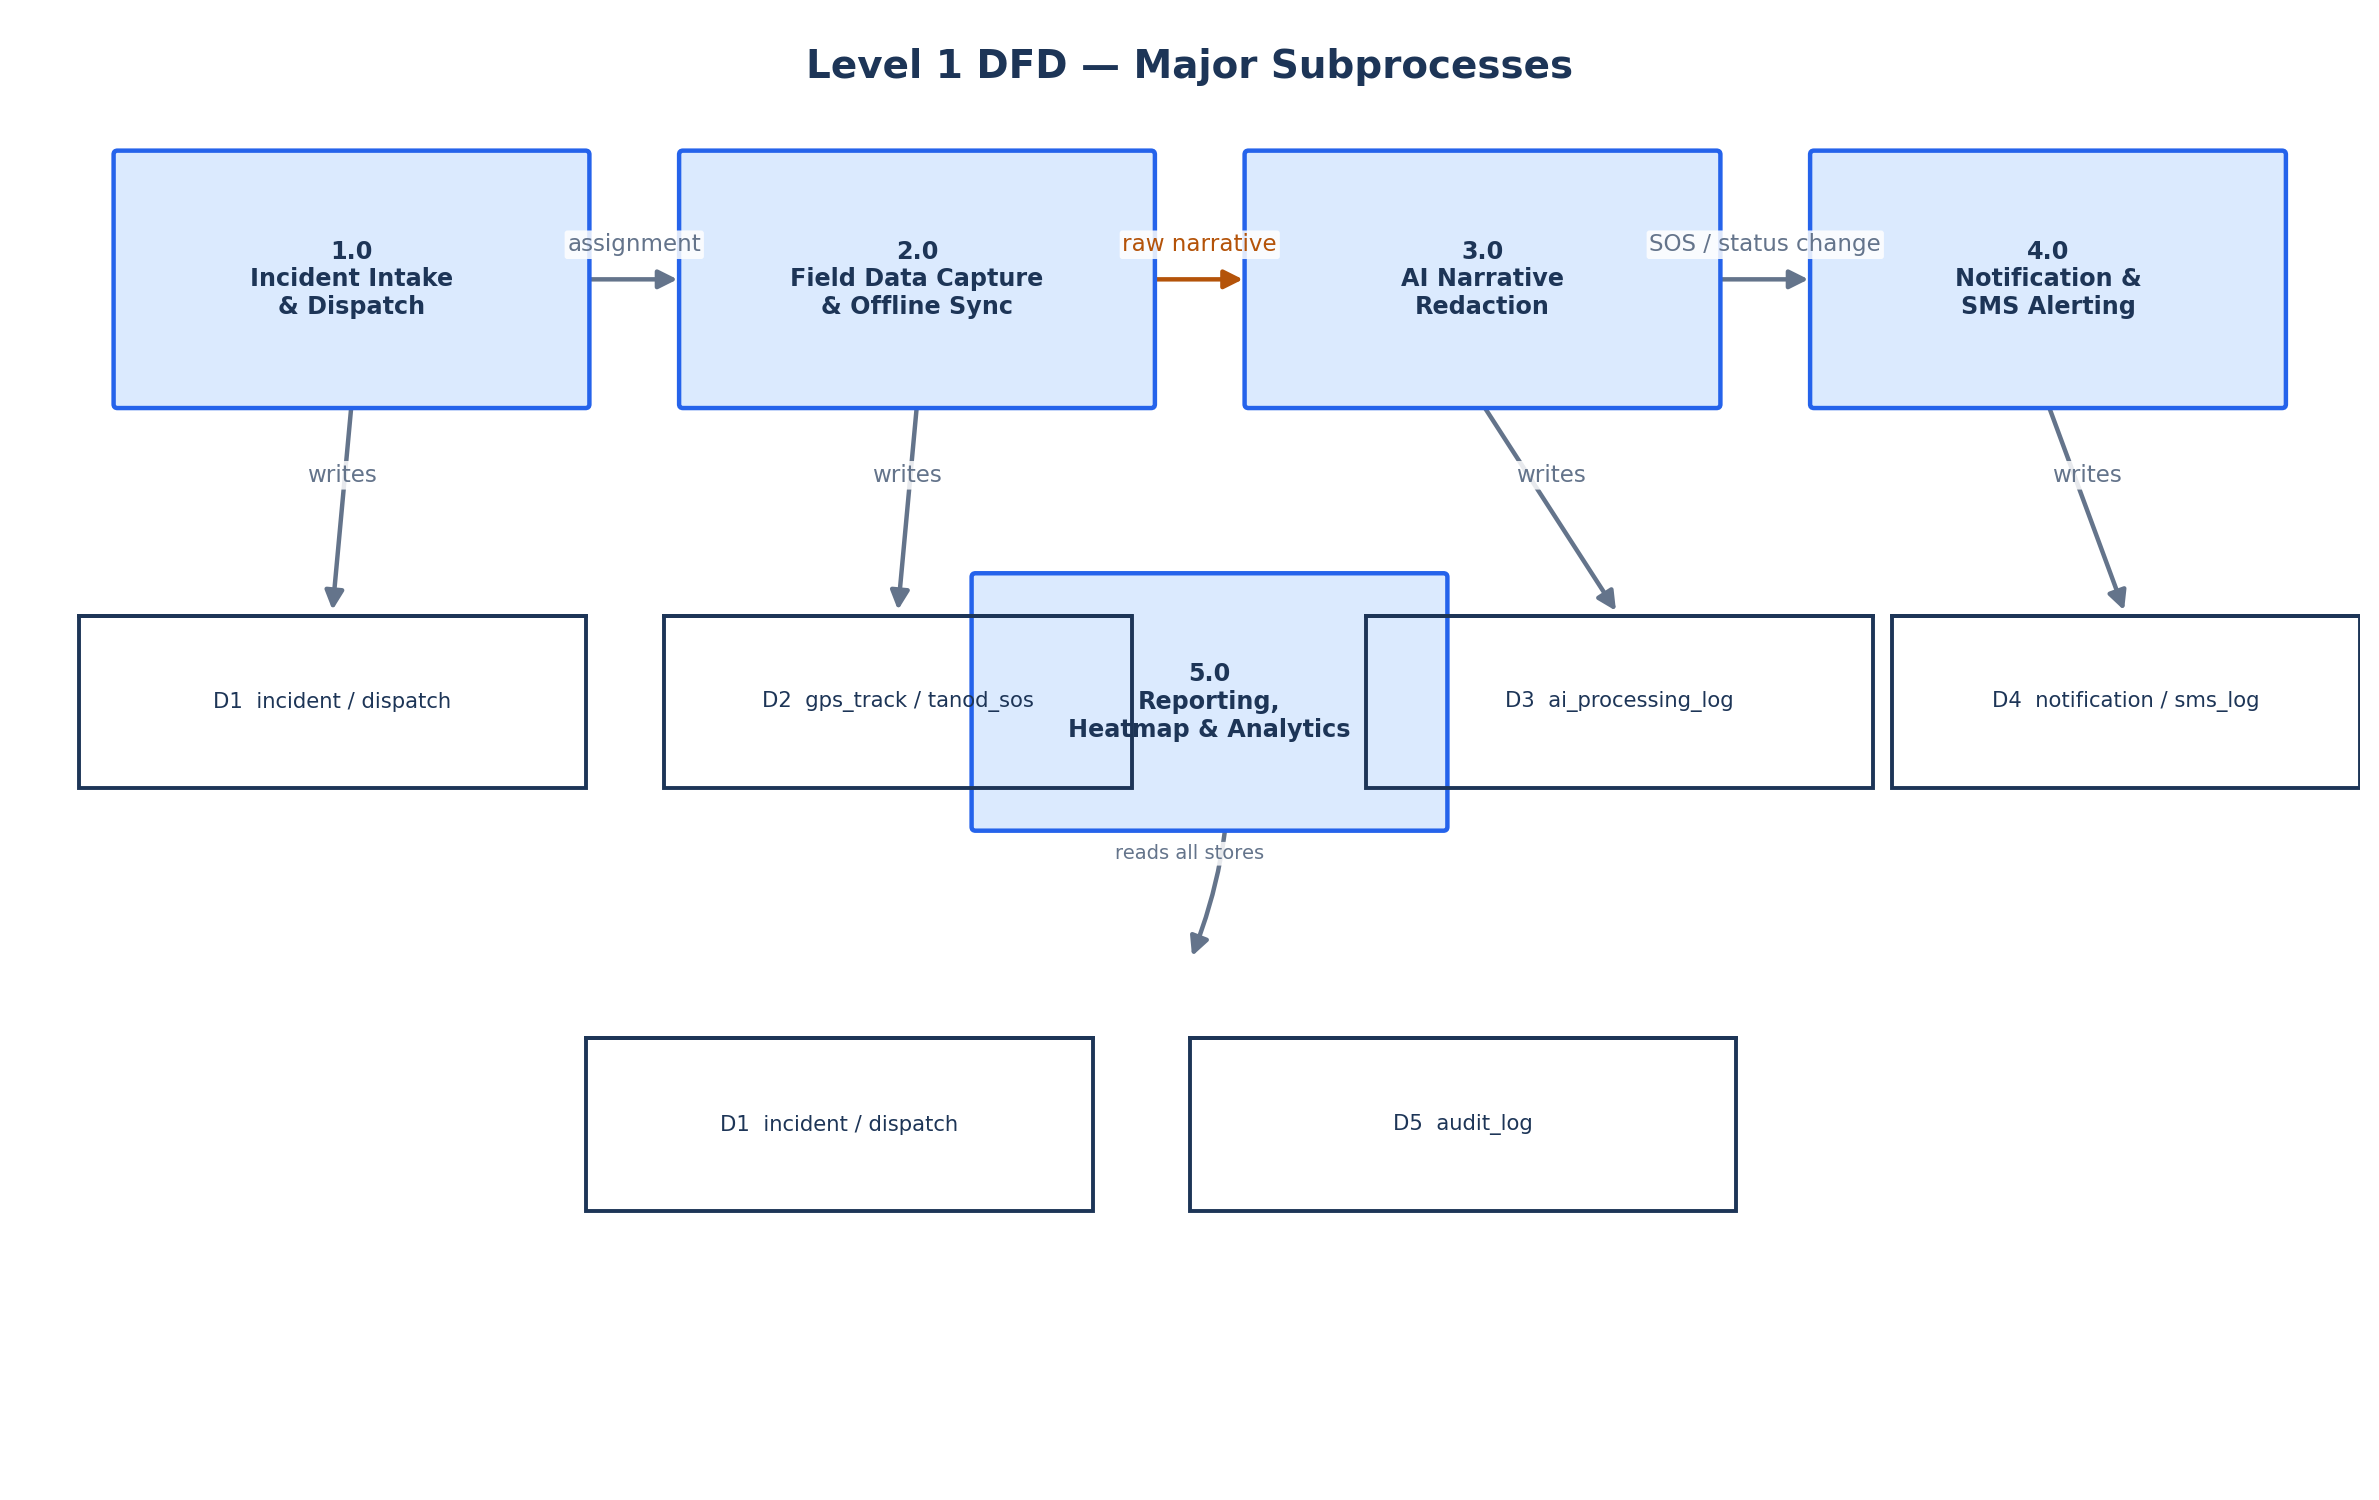 Level 1 DFD — Major Subprocesses
1.0
Incident Intake
& Dispatch
assignment
2.0
Field Data Capture
& Offline Sync
raw narrative
3.0
AI Narrative
Redaction
SOS / status change
4.0
Notification &
SMS Alerting
writes
writes
writes
writes
D1  incident / dispatch
D2  gps_track / tanod_sos
5.0
Reporting,
Heatmap & Analytics
D3  ai_processing_log
D4  notification / sms_log
reads all stores
D1  incident / dispatch
D5  audit_log